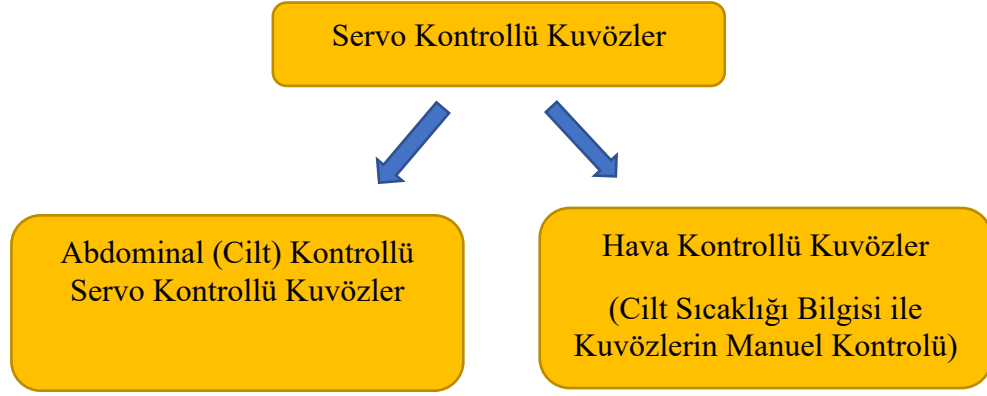 Servo Kontrollü Kuvözler
Abdominal (Cilt) Kontrollü
Servo Kontrollü Kuvözler
Hava Kontrollü Kuvözler
(Cilt Sıcaklığı Bilgisi ile
Kuvözlerin Manuel Kontrolü)